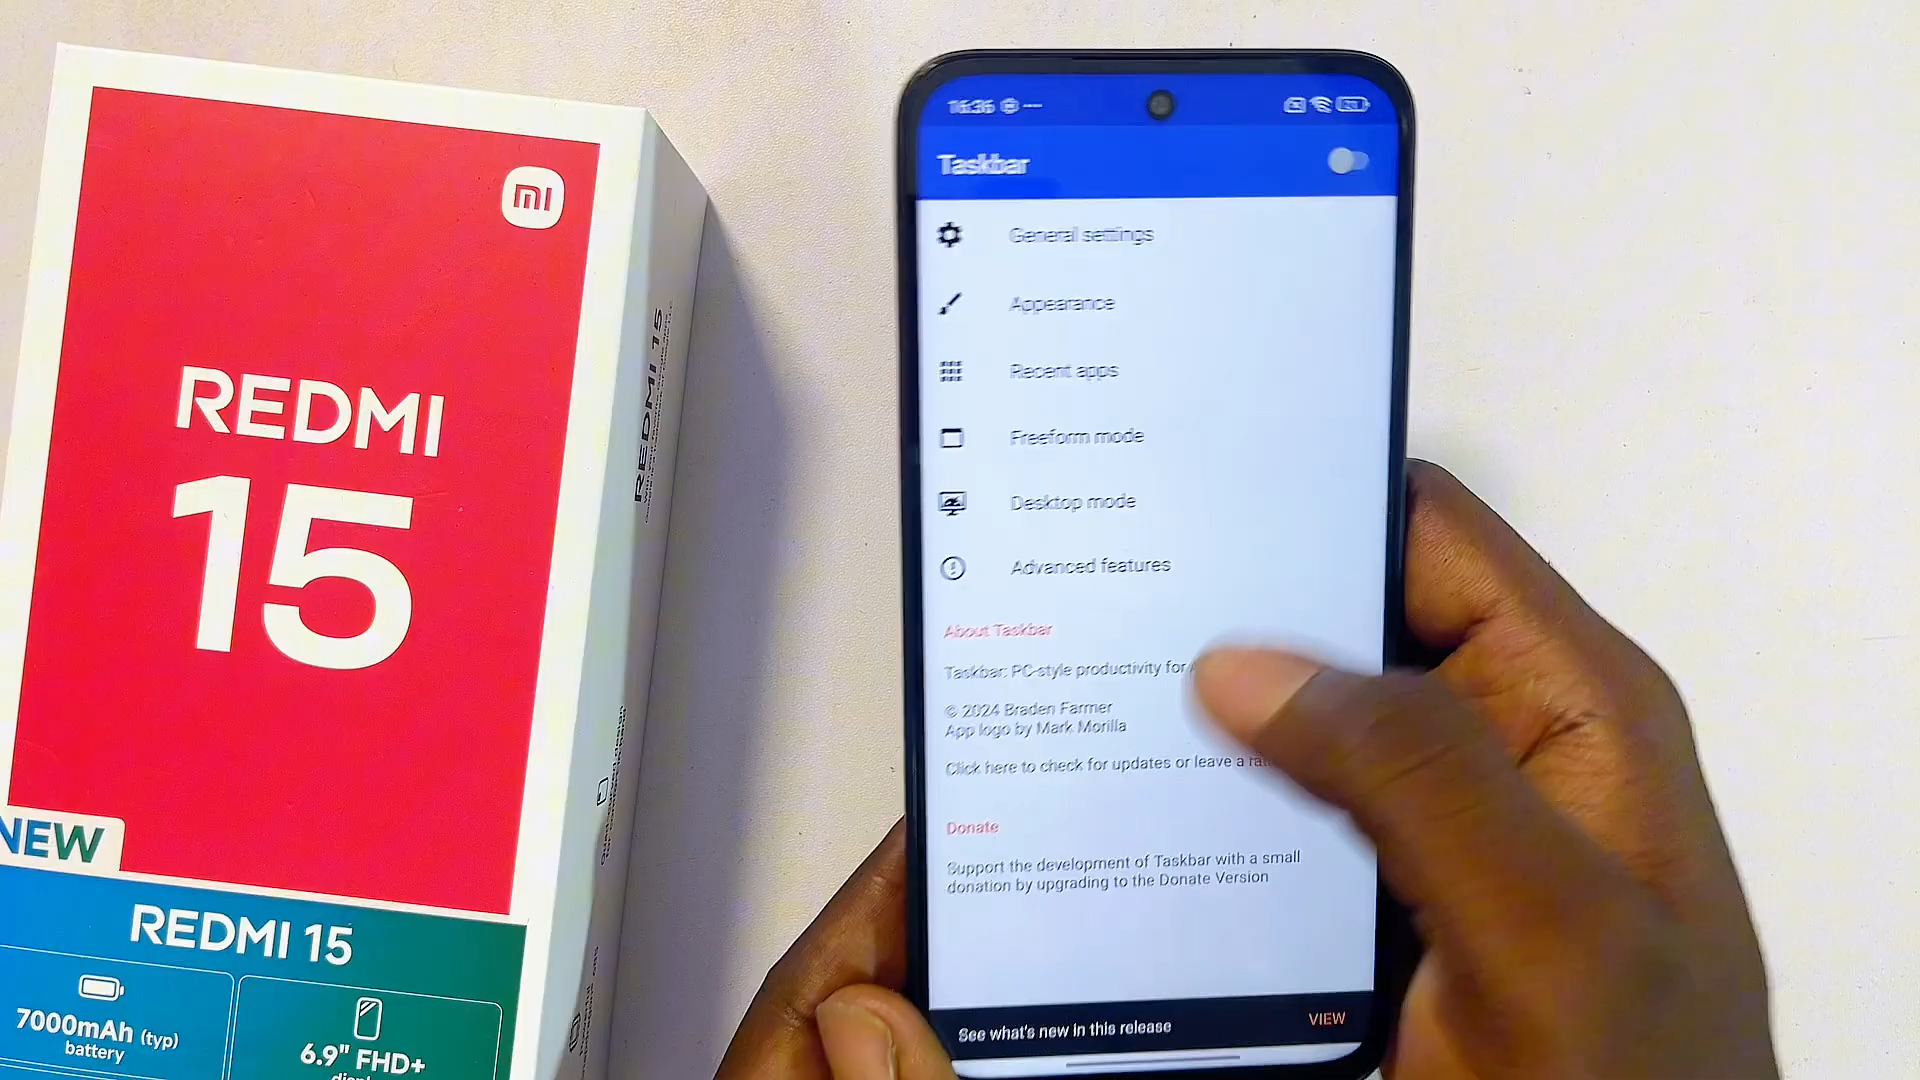 mi
REDMI
15
NEW
REDMI 15
7000mAh (typ)
battery
6.9" FHD+
REDMI 15
16:36
21
Taskbar
General settings
Appearance
Recent apps
Freeform mode
Desktop mode
Advanced features
About Taskbar
Taskbar: PC-style productivity for
© 2024 Braden Farmer
App logo by Mark Morilla
Click here to check for updates or leave a
Donate
Support the development of Taskbar with a small
donation by upgrading to the Donate Version
See what's new in this release
VIEW